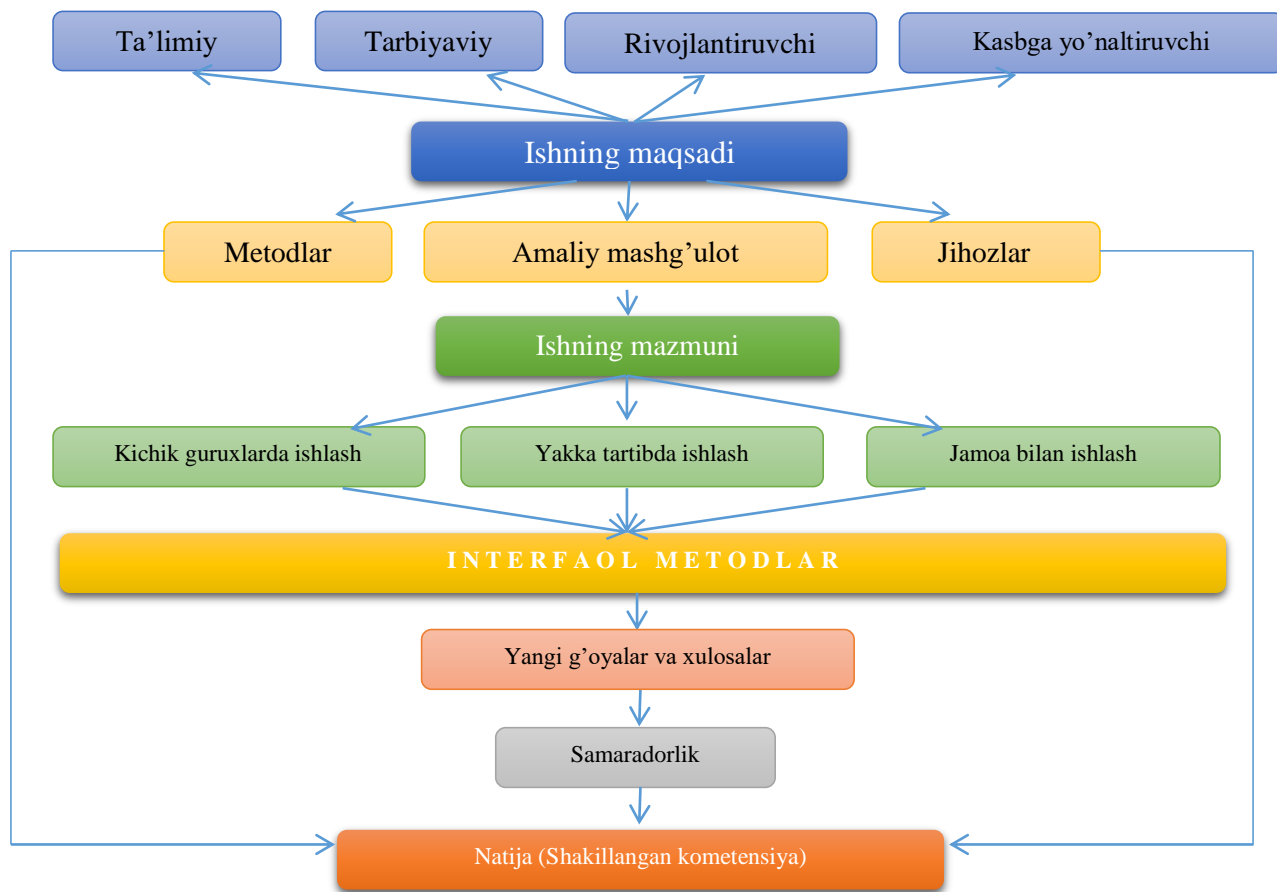 Ta’limiy
Tarbiyaviy
Rivojlantiruvchi
Kasbga yo’naltiruvchi
Ishning maqsadi
Metodlar
Amaliy mashg’ulot
Jihozlar
Ishning mazmuni
Kichik guruxlarda ishlash
Yakka tartibda ishlash
Jamoa bilan ishlash
INTERFAOL METODLAR
Yangi g’oyalar va xulosalar
Samaradorlik
Natija (Shakillangan kometensiya)